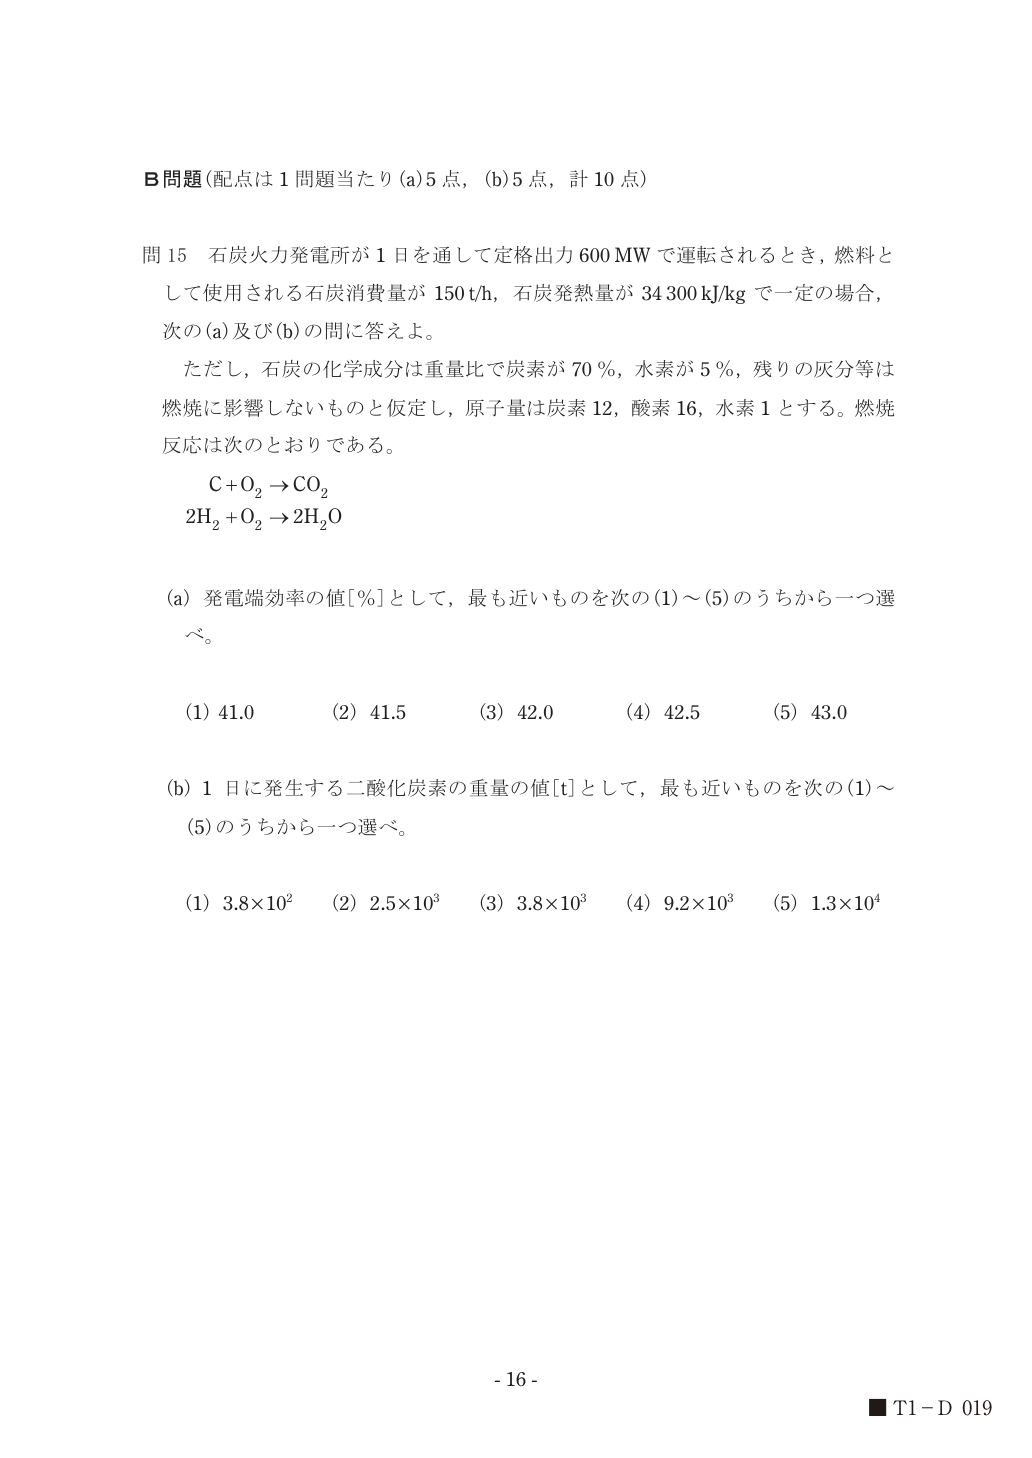 B問題(配点は1問題当たり(a)5点，(b)5点，計10点)
問15　石炭火力発電所が1日を通して定格出力600 MWで運転されるとき，燃料と
して使用される石炭消費量が 150 t/h，石炭発熱量が 34 300 kJ/kg で一定の場合，
次の(a)及び(b)の問に答えよ。
ただし，石炭の化学成分は重量比で炭素が70 %，水素が5 %，残りの灰分等は
燃焼に影響しないものと仮定し，原子量は炭素12，酸素16，水素1とする。燃焼
反応は次のとおりである。
C + O₂ → CO₂
2H₂ + O₂ → 2H₂O
(a) 発電端効率の値[%]として，最も近いものを次の(1)～(5)のうちから一つ選
べ。
(1) 41.0　(2) 41.5　(3) 42.0　(4) 42.5　(5) 43.0
(b) 1 日に発生する二酸化炭素の重量の値[t]として，最も近いものを次の(1)～
(5)のうちから一つ選べ。
(1) 3.8×10²　(2) 2.5×10³　(3) 3.8×10³　(4) 9.2×10³　(5) 1.3×10⁴
- 16 -
■ T1－D 019